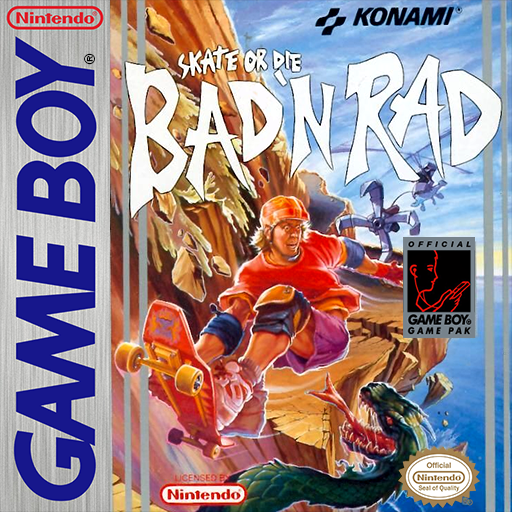 Nintendo®
GAME BOY®
KONAMI®
SKATE OR DIE
BAD 'N RAD
OFFICIAL
GAME BOY®
GAME PAK
LICENSED BY
Nintendo
Official
Nintendo
Seal of Quality